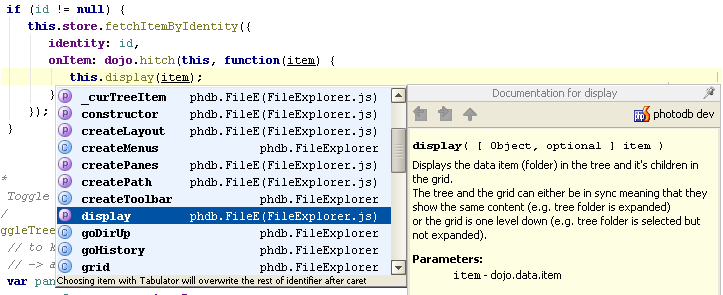 if (id != null) {
this.store.fetchItemByIdentity({
identity: id,
onItem: dojo.hitch(this, function(item) {
this.display(item);
}
});
}
*
Toggle
/
ggleTree
// to k
// -> a
var pan
_curTreeItem phdb.FileE(FileExplorer.js)
constructor phdb.FileE(FileExplorer.js)
createLayout phdb.FileE(FileExplorer.js)
createMenus phdb.FileExplorer
createPanes phdb.FileE(FileExplorer.js)
createPath phdb.FileE(FileExplorer.js)
createToolbar phdb.FileExplorer
display phdb.FileE(FileExplorer.js)
goDirUp phdb.FileExplorer
goHistory phdb.FileExplorer
grid phdb.FileExplorer
Choosing item with Tabulator will overwrite the rest of identifier after caret
Documentation for display
photodb dev
display( [ Object, optional ] item )
Displays the data item (folder) in the tree and it's children in
the grid.
The tree and the grid can either be in sync meaning that they
show the same content (e.g. tree folder is expanded)
or the grid is one level down (e.g. tree folder is selected but
not expanded).
Parameters:
item - dojo.data.item